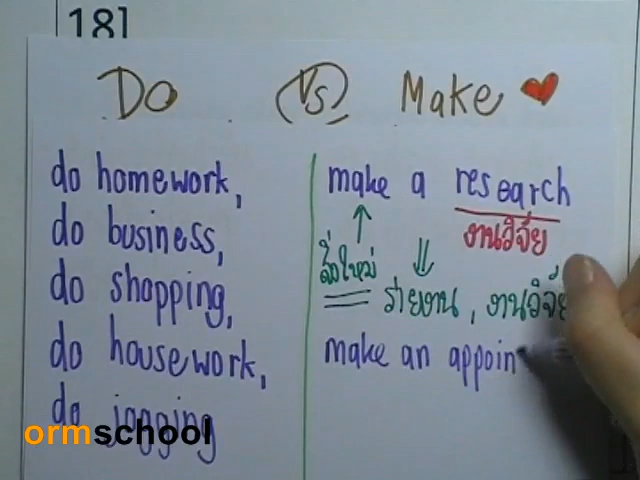 181
Do Vs Make
do homework,
do business,
do shopping,
do housework,
do jogging
make a research
งานวิจัย
สิ่งใหม่
รายงาน, งานวิจัย
make an appoin
ormschool